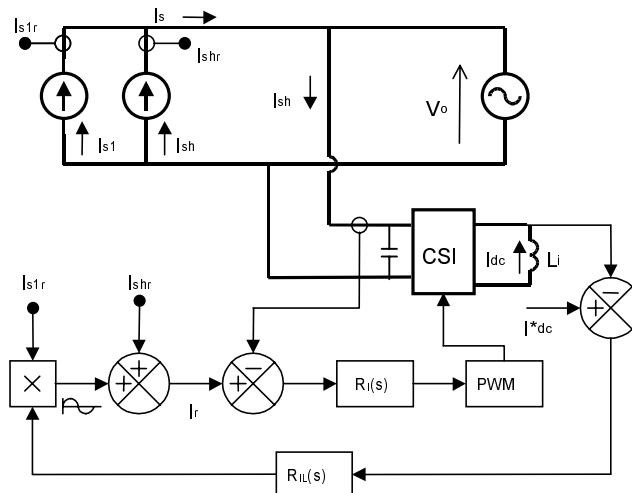 Is
Is1r
Ishr
Ish
Vo
Is1
Ish
CSI
Idc
Li
Is1r
Ishr
I*dc
−
+
×
+
+
−
+
Ir
RI(s)
PWM
RIL(s)